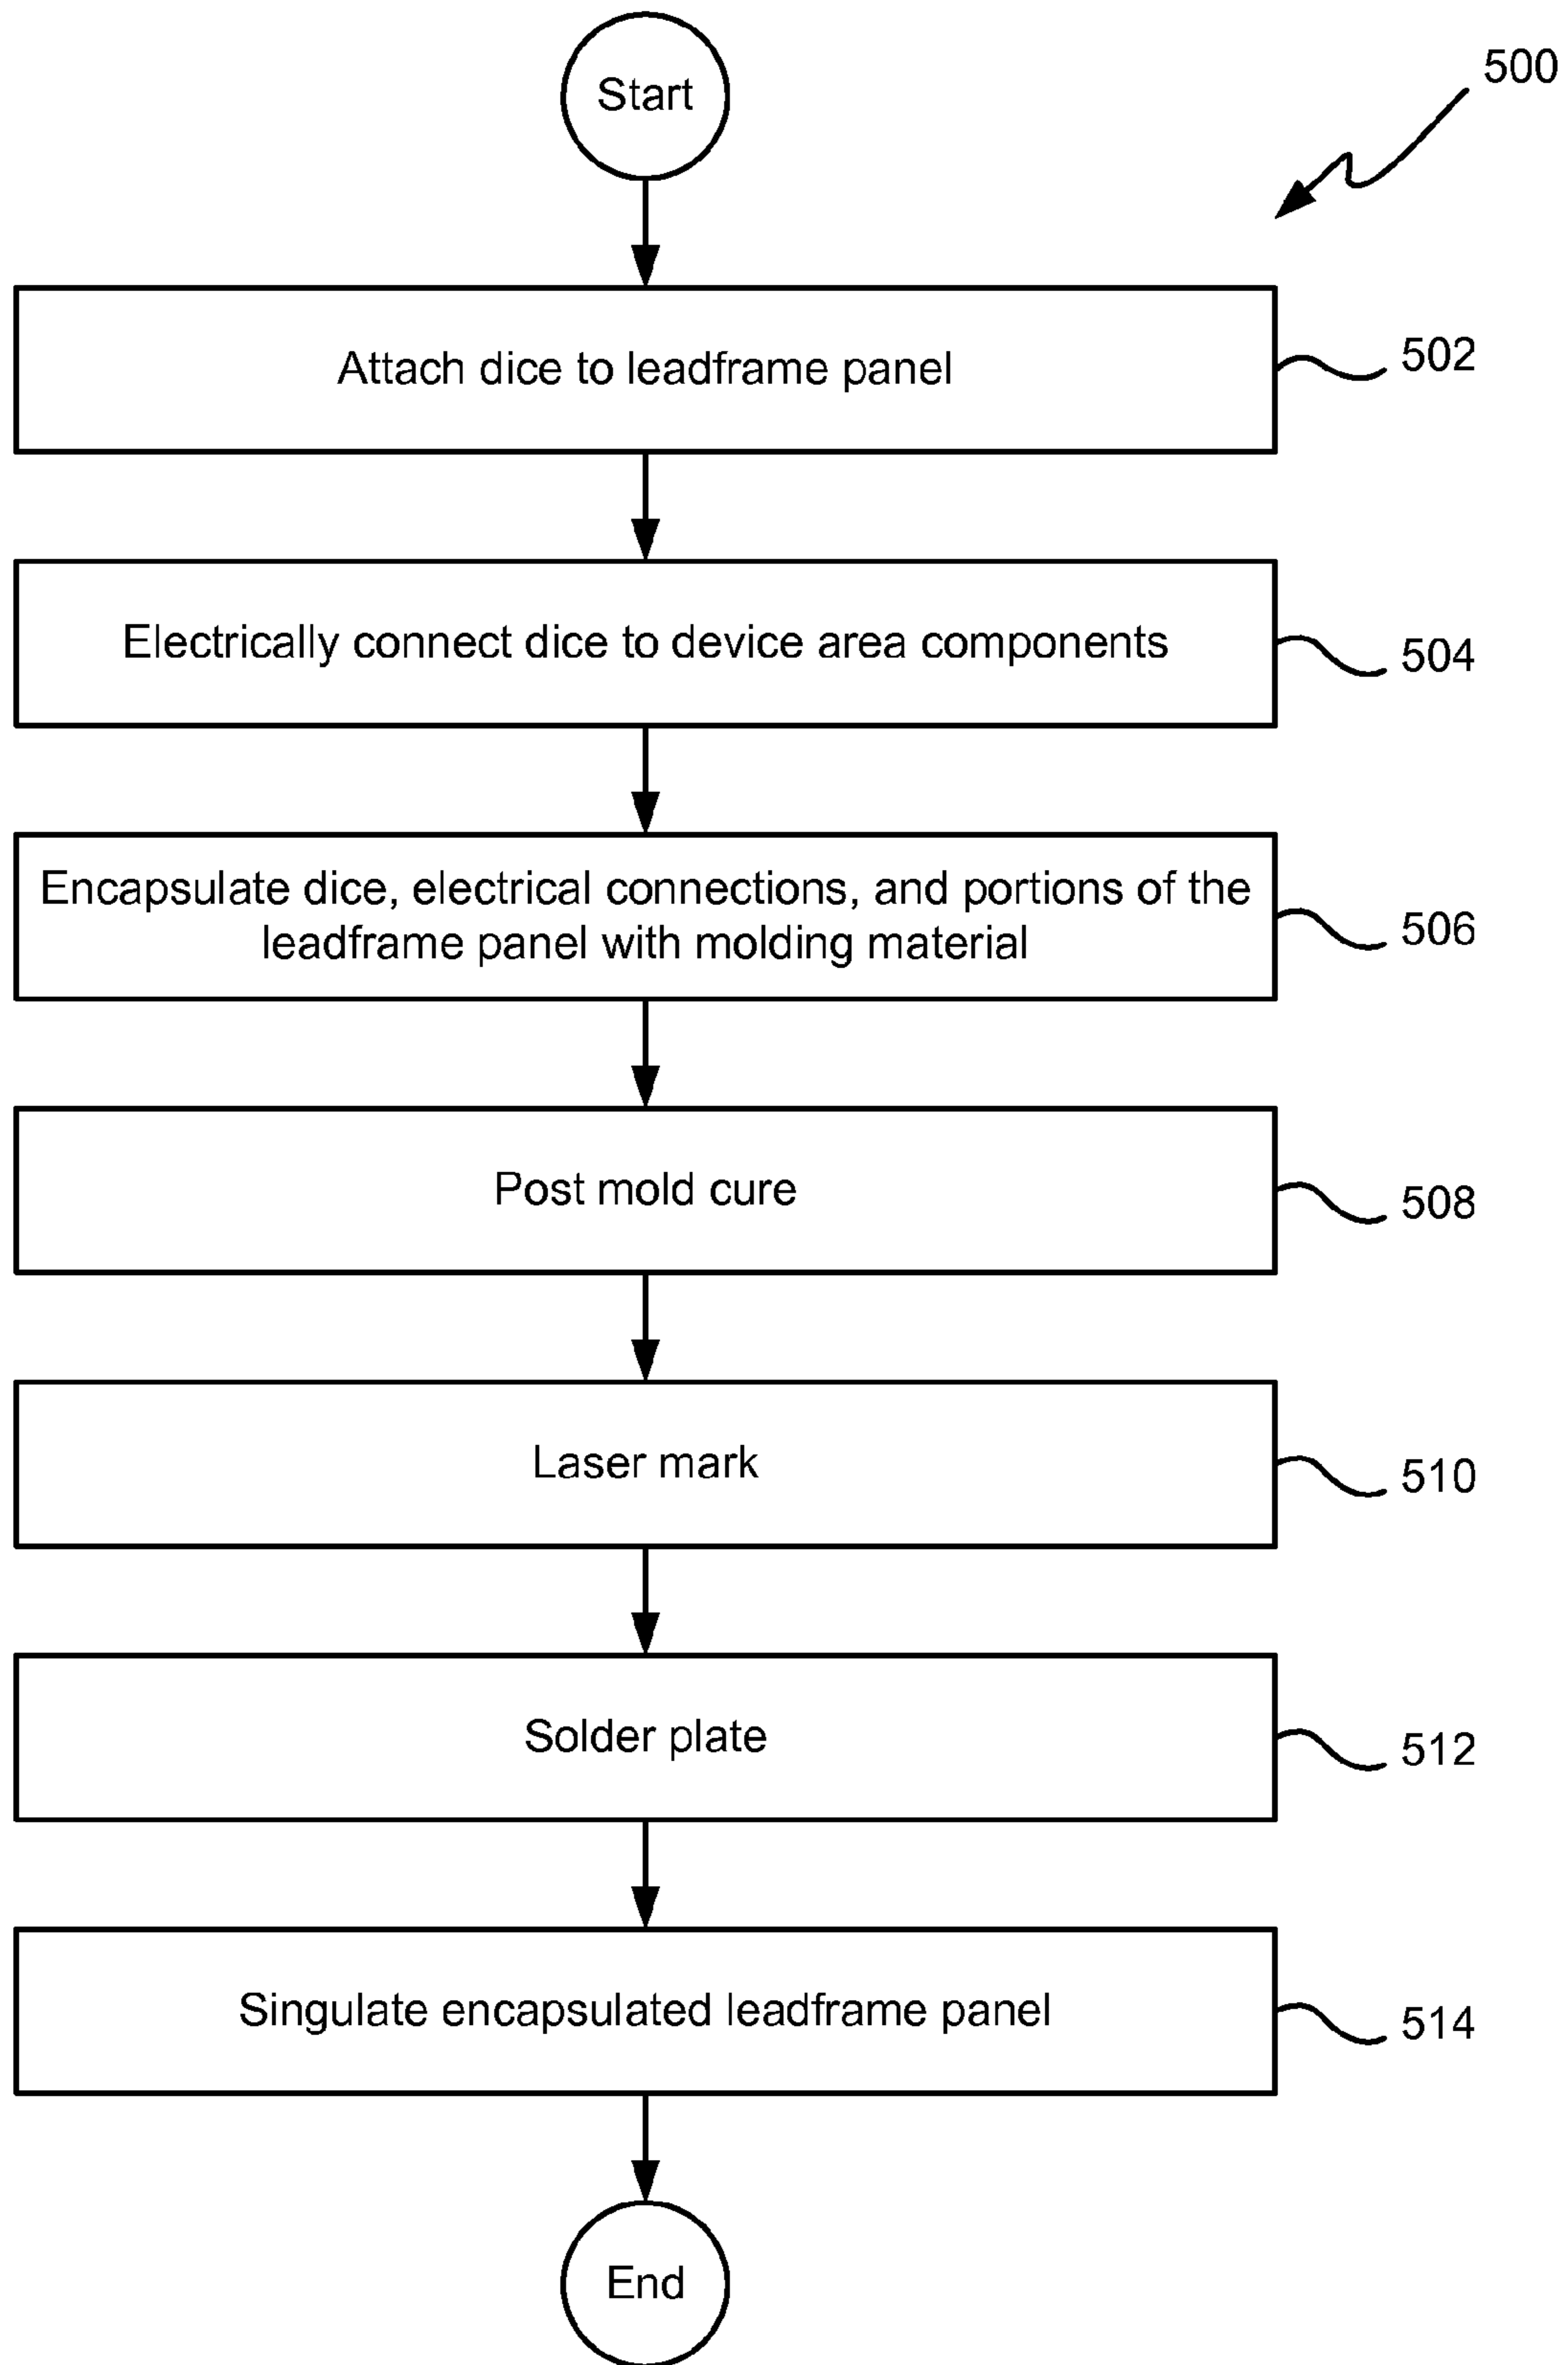 Start
500
Attach dice to leadframe panel
502
Electrically connect dice to device area components
504
Encapsulate dice, electrical connections, and portions of the
leadframe panel with molding material
506
Post mold cure
508
Laser mark
510
Solder plate
512
Singulate encapsulated leadframe panel
514
End